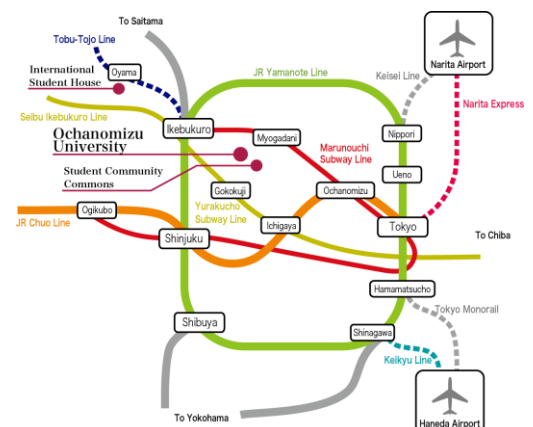 To Saitama
Tobu-Tojo Line
Oyama
International
Student House
Seibu Ikebukuro Line
JR Yamanote Line
Narita Airport
Keisei Line
Narita Express
Ikebukuro
Myogadani
Nippori
Ochanomizu
University
Marunouchi
Subway Line
Student Community
Commons
Ueno
Gokokuji
Ochanomizu
Yurakucho
Subway Line
Ogikubo
JR Chuo Line
Shinjuku
Ichigaya
Tokyo
To Chiba
Hamamatsucho
Tokyo Monorail
Shibuya
Shinagawa
Keikyu Line
To Yokohama
Haneda Airport